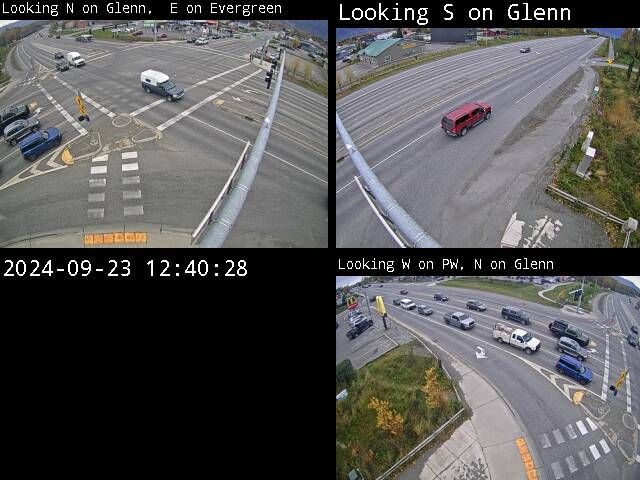 Looking N on Glenn,  E on Evergreen
Looking S on Glenn
2024-09-23 12:40:28
Looking W on PW, N on Glenn